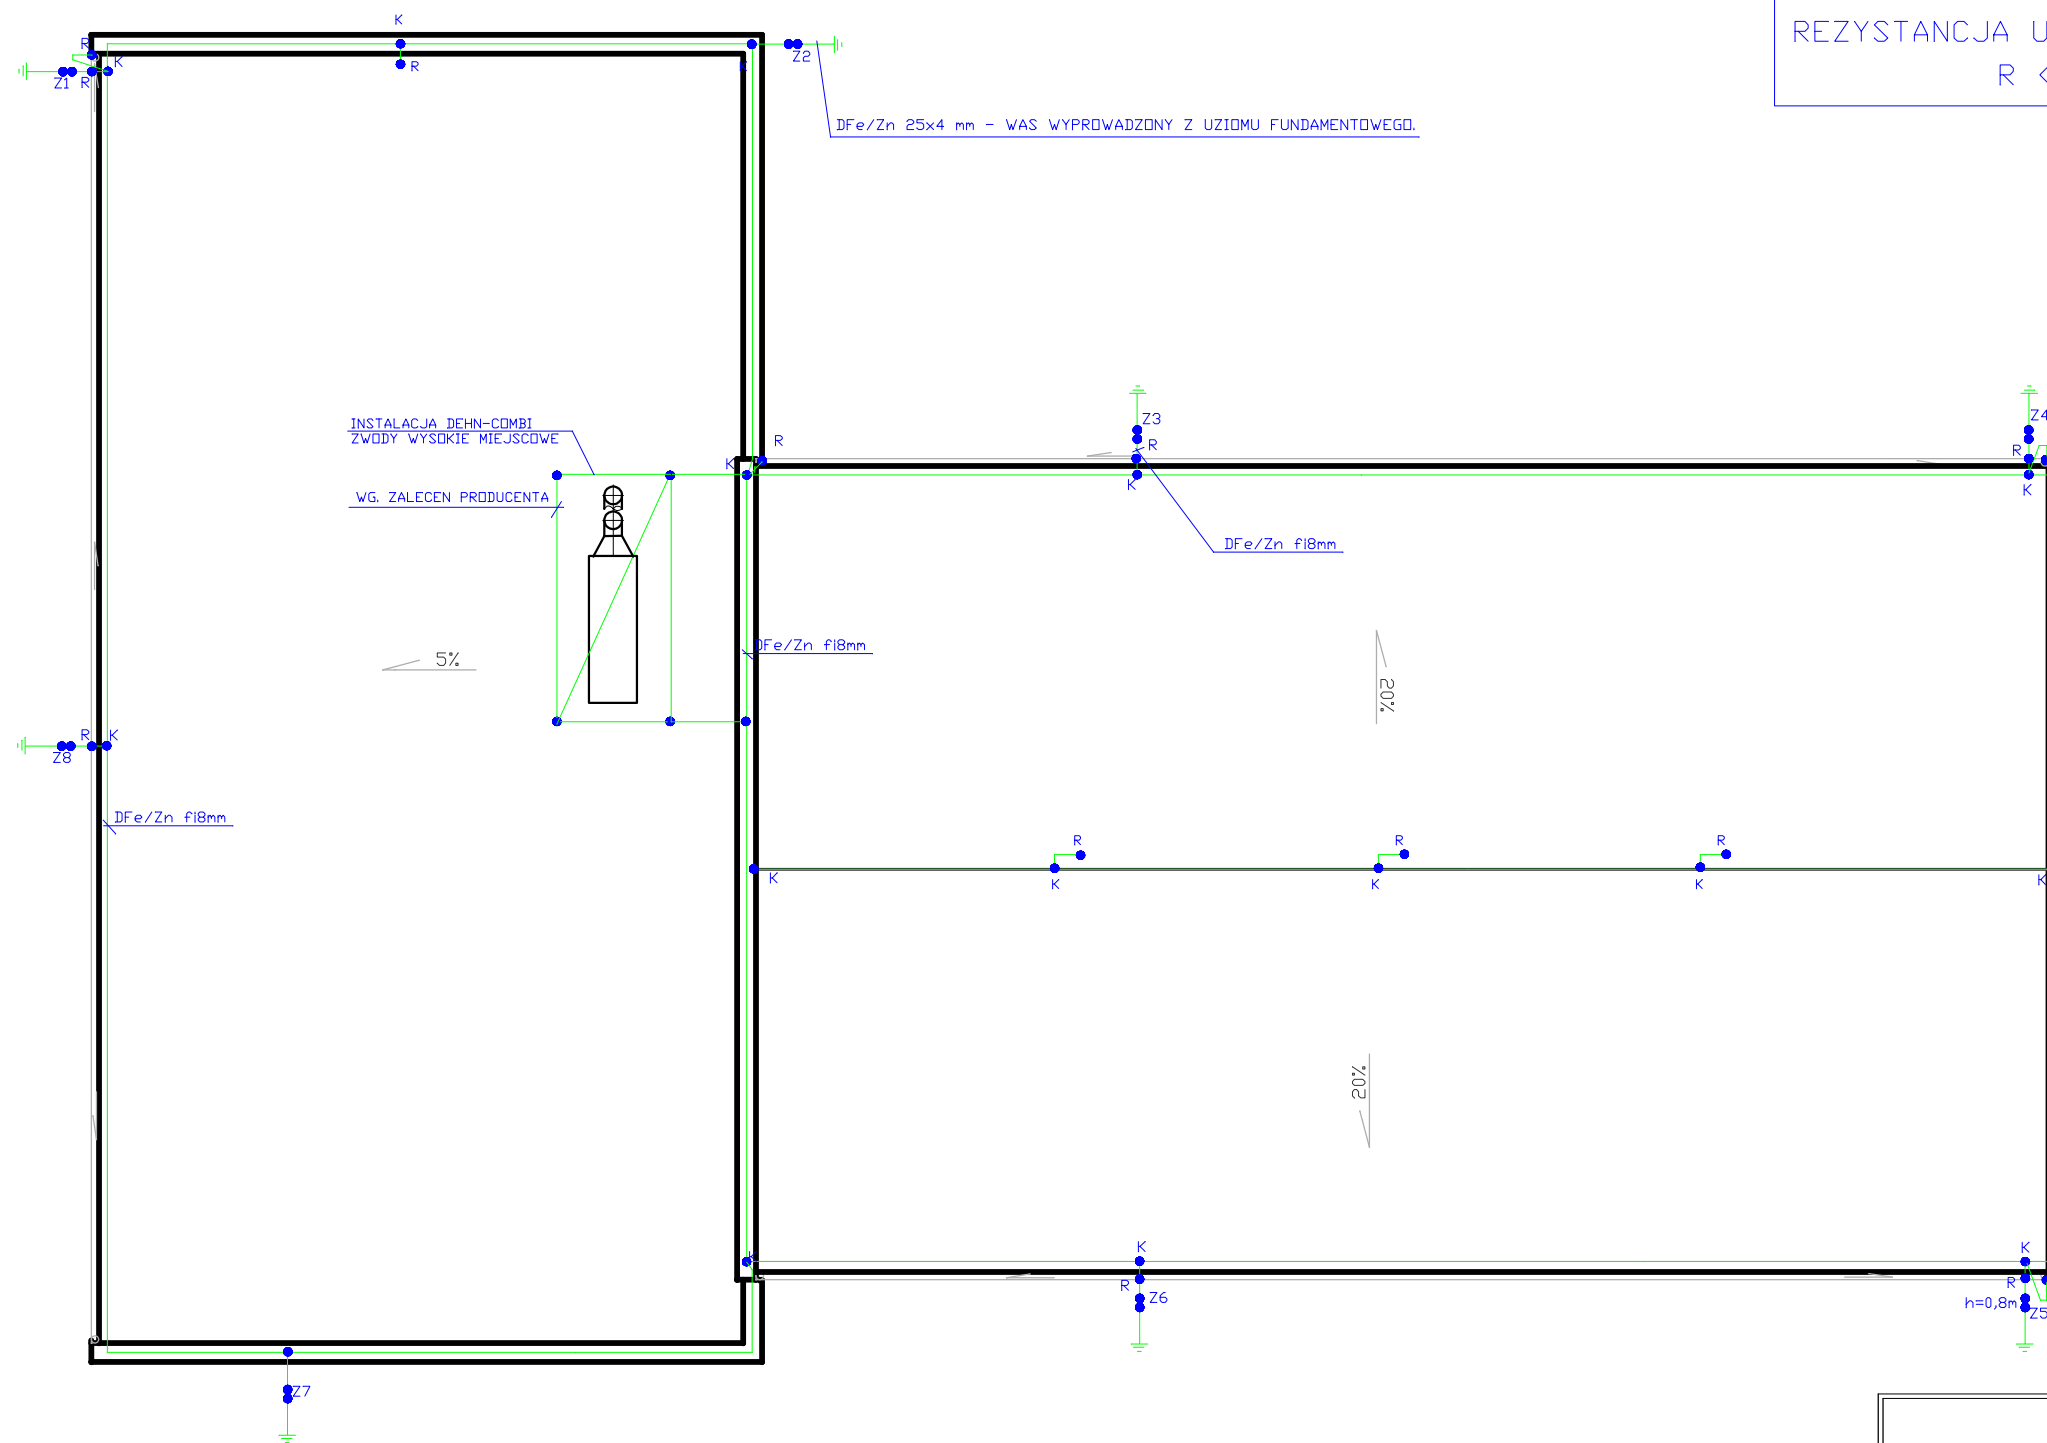 K
REZYSTANCJA U
R <
R
K
K
R
Z2
Z1
R
DFe/Zn 25x4 mm - WAS WYPROWADZONY Z UZIOMU FUNDAMENTOWEGO.
INSTALACJA DEHN-COMBI
ZWODY WYSOKIE MIEJSCOWE
R
Z3
R
Z4
R
K
WG. ZALECEN PRODUCENTA
K
K
DFe/Zn fi8mm
DFe/Zn fi8mm
5%
20%
R
K
Z8
DFe/Zn fi8mm
R
R
R
K
K
K
K
K
20%
K
K
K
R
Z6
R
h=0,8m
Z5
Z7